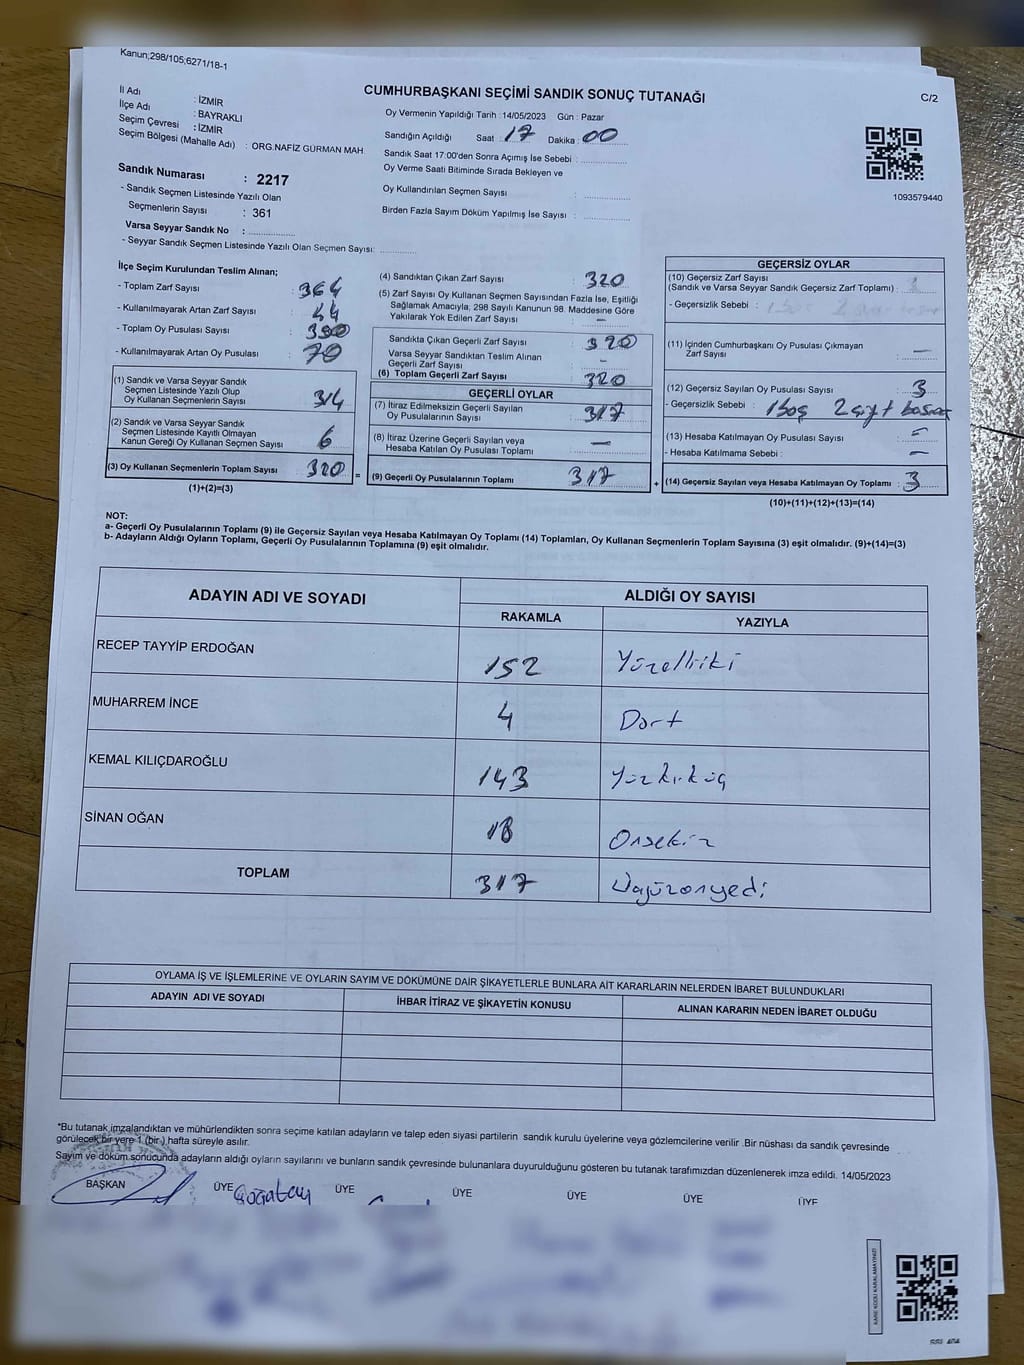 Kanun;298/105;6271/18-1
CUMHURBAŞKANI SEÇİMİ SANDIK SONUÇ TUTANAĞI
C/2
İl Adı : İZMİR
İlçe Adı : BAYRAKLI
Seçim Çevresi : İZMİR
Seçim Bölgesi (Mahalle Adı) : ORG.NAFİZ GÜRMAN MAH.
Sandık Numarası : 2217
- Sandık Seçmen Listesinde Yazılı Olan
Seçmenlerin Sayısı : 361
Varsa Seyyar Sandık No :
- Seyyar Sandık Seçmen Listesinde Yazılı Olan Seçmen Sayısı:
Oy Vermenin Yapıldığı Tarih : 14/05/2023 Gün : Pazar
Sandığın Açıldığı Saat : 17 Dakika : 00
Sandık Saat 17:00'den Sonra Açımış İse Sebebi :
Oy Verme Saati Bitiminde Sırada Bekleyen ve
Oy Kullandırılan Seçmen Sayısı :
Birden Fazla Sayım Döküm Yapılmış İse Sayısı :
1093579440
İlçe Seçim Kurulundan Teslim Alınan;
- Toplam Zarf Sayısı : 364
- Kullanılmayarak Artan Zarf Sayısı : 44
- Toplam Oy Pusulası Sayısı : 390
- Kullanılmayarak Artan Oy Pusulası : 70
(1) Sandık ve Varsa Seyyar Sandık
Seçmen Listesinde Yazılı Olup
Oy Kullanan Seçmenlerin Sayısı : 314
(2) Sandık ve Varsa Seyyar Sandık
Seçmen Listesinde Kayıtlı Olmayan
Kanun Gereği Oy Kullanan Seçmen Sayısı : 6
(3) Oy Kullanan Seçmenlerin Toplam Sayısı : 320 =
(1)+(2)=(3)
(4) Sandıktan Çıkan Zarf Sayısı : 320
(5) Zarf Sayısı Oy Kullanan Seçmen Sayısından Fazla İse, Eşitliği
Sağlamak Amacıyla, 298 Sayılı Kanunun 98. Maddesine Göre
Yakılarak Yok Edilen Zarf Sayısı : -
Sandıkta Çıkan Geçerli Zarf Sayısı : 320
Varsa Seyyar Sandıktan Teslim Alınan
Geçerli Zarf Sayısı : -
(6) Toplam Geçerli Zarf Sayısı : 320
GEÇERLİ OYLAR
(7) İtiraz Edilmeksizin Geçerli Sayılan
Oy Pusulalarının Sayısı : 317
(8) İtiraz Üzerine Geçerli Sayılan veya
Hesaba Katılan Oy Pusulası Toplamı : -
(9) Geçerli Oy Pusulalarının Toplamı : 317 +
GEÇERSİZ OYLAR
(10) Geçersiz Zarf Sayısı
(Sandık ve Varsa Seyyar Sandık Geçersiz Zarf Toplamı) :
- Geçersizlik Sebebi :
(11) İçinden Cumhurbaşkanı Oy Pusulası Çıkmayan
Zarf Sayısı : -
(12) Geçersiz Sayılan Oy Pusulası Sayısı : 3
- Geçersizlik Sebebi : 1 Boş 2 çift
(13) Hesaba Katılmayan Oy Pusulası Sayısı : -
- Hesaba Katılmama Sebebi : -
(14) Geçersiz Sayılan veya Hesaba Katılmayan Oy Toplamı : 3
(10)+(11)+(12)+(13)=(14)
NOT:
a- Geçerli Oy Pusulalarının Toplamı (9) ile Geçersiz Sayılan veya Hesaba Katılmayan Oy Toplamı (14) Toplamları, Oy Kullanan Seçmenlerin Toplam Sayısına (3) eşit olmalıdır. (9)+(14)=(3)
b- Adayların Aldığı Oyların Toplamı, Geçerli Oy Pusulalarının Toplamına (9) eşit olmalıdır.
ADAYIN ADI VE SOYADI ALDIĞI OY SAYISI
RAKAMLA YAZIYLA
RECEP TAYYİP ERDOĞAN 152 Yüzelliiki
MUHARREM İNCE 4 Dört
KEMAL KILIÇDAROĞLU 143 Yüzkırküç
SİNAN OĞAN 18 Onsekiz
TOPLAM 317 Üçyüzonyedi
OYLAMA İŞ VE İŞLEMLERİNE VE OYLARIN SAYIM VE DÖKÜMÜNE DAİR ŞİKAYETLERLE BUNLARA AİT KARARLARIN NELERDEN İBARET BULUNDUKLARI
ADAYIN ADI VE SOYADI İHBAR İTİRAZ VE ŞİKAYETİN KONUSU ALINAN KARARIN NEDEN İBARET OLDUĞU
*Bu tutanak imzalandıktan ve mühürlendikten sonra seçime katılan adayların ve talep eden siyasi partilerin sandık kurulu üyelerine veya gözlemcilerine verilir .Bir nüshası da sandık çevresinde
görülecek bir yere 1 (bir ) hafta süreyle asılır.
Sayım ve döküm sonucunda adayların aldığı oyların sayılarını ve bunların sandık çevresinde bulunanlara duyurulduğunu gösteren bu tutanak tarafımızdan düzenlenerek imza edildi. 14/05/2023
BAŞKAN ÜYE ÜYE ÜYE ÜYE ÜYE ÜYE
KARE KODU KARALAMAYINIZ!